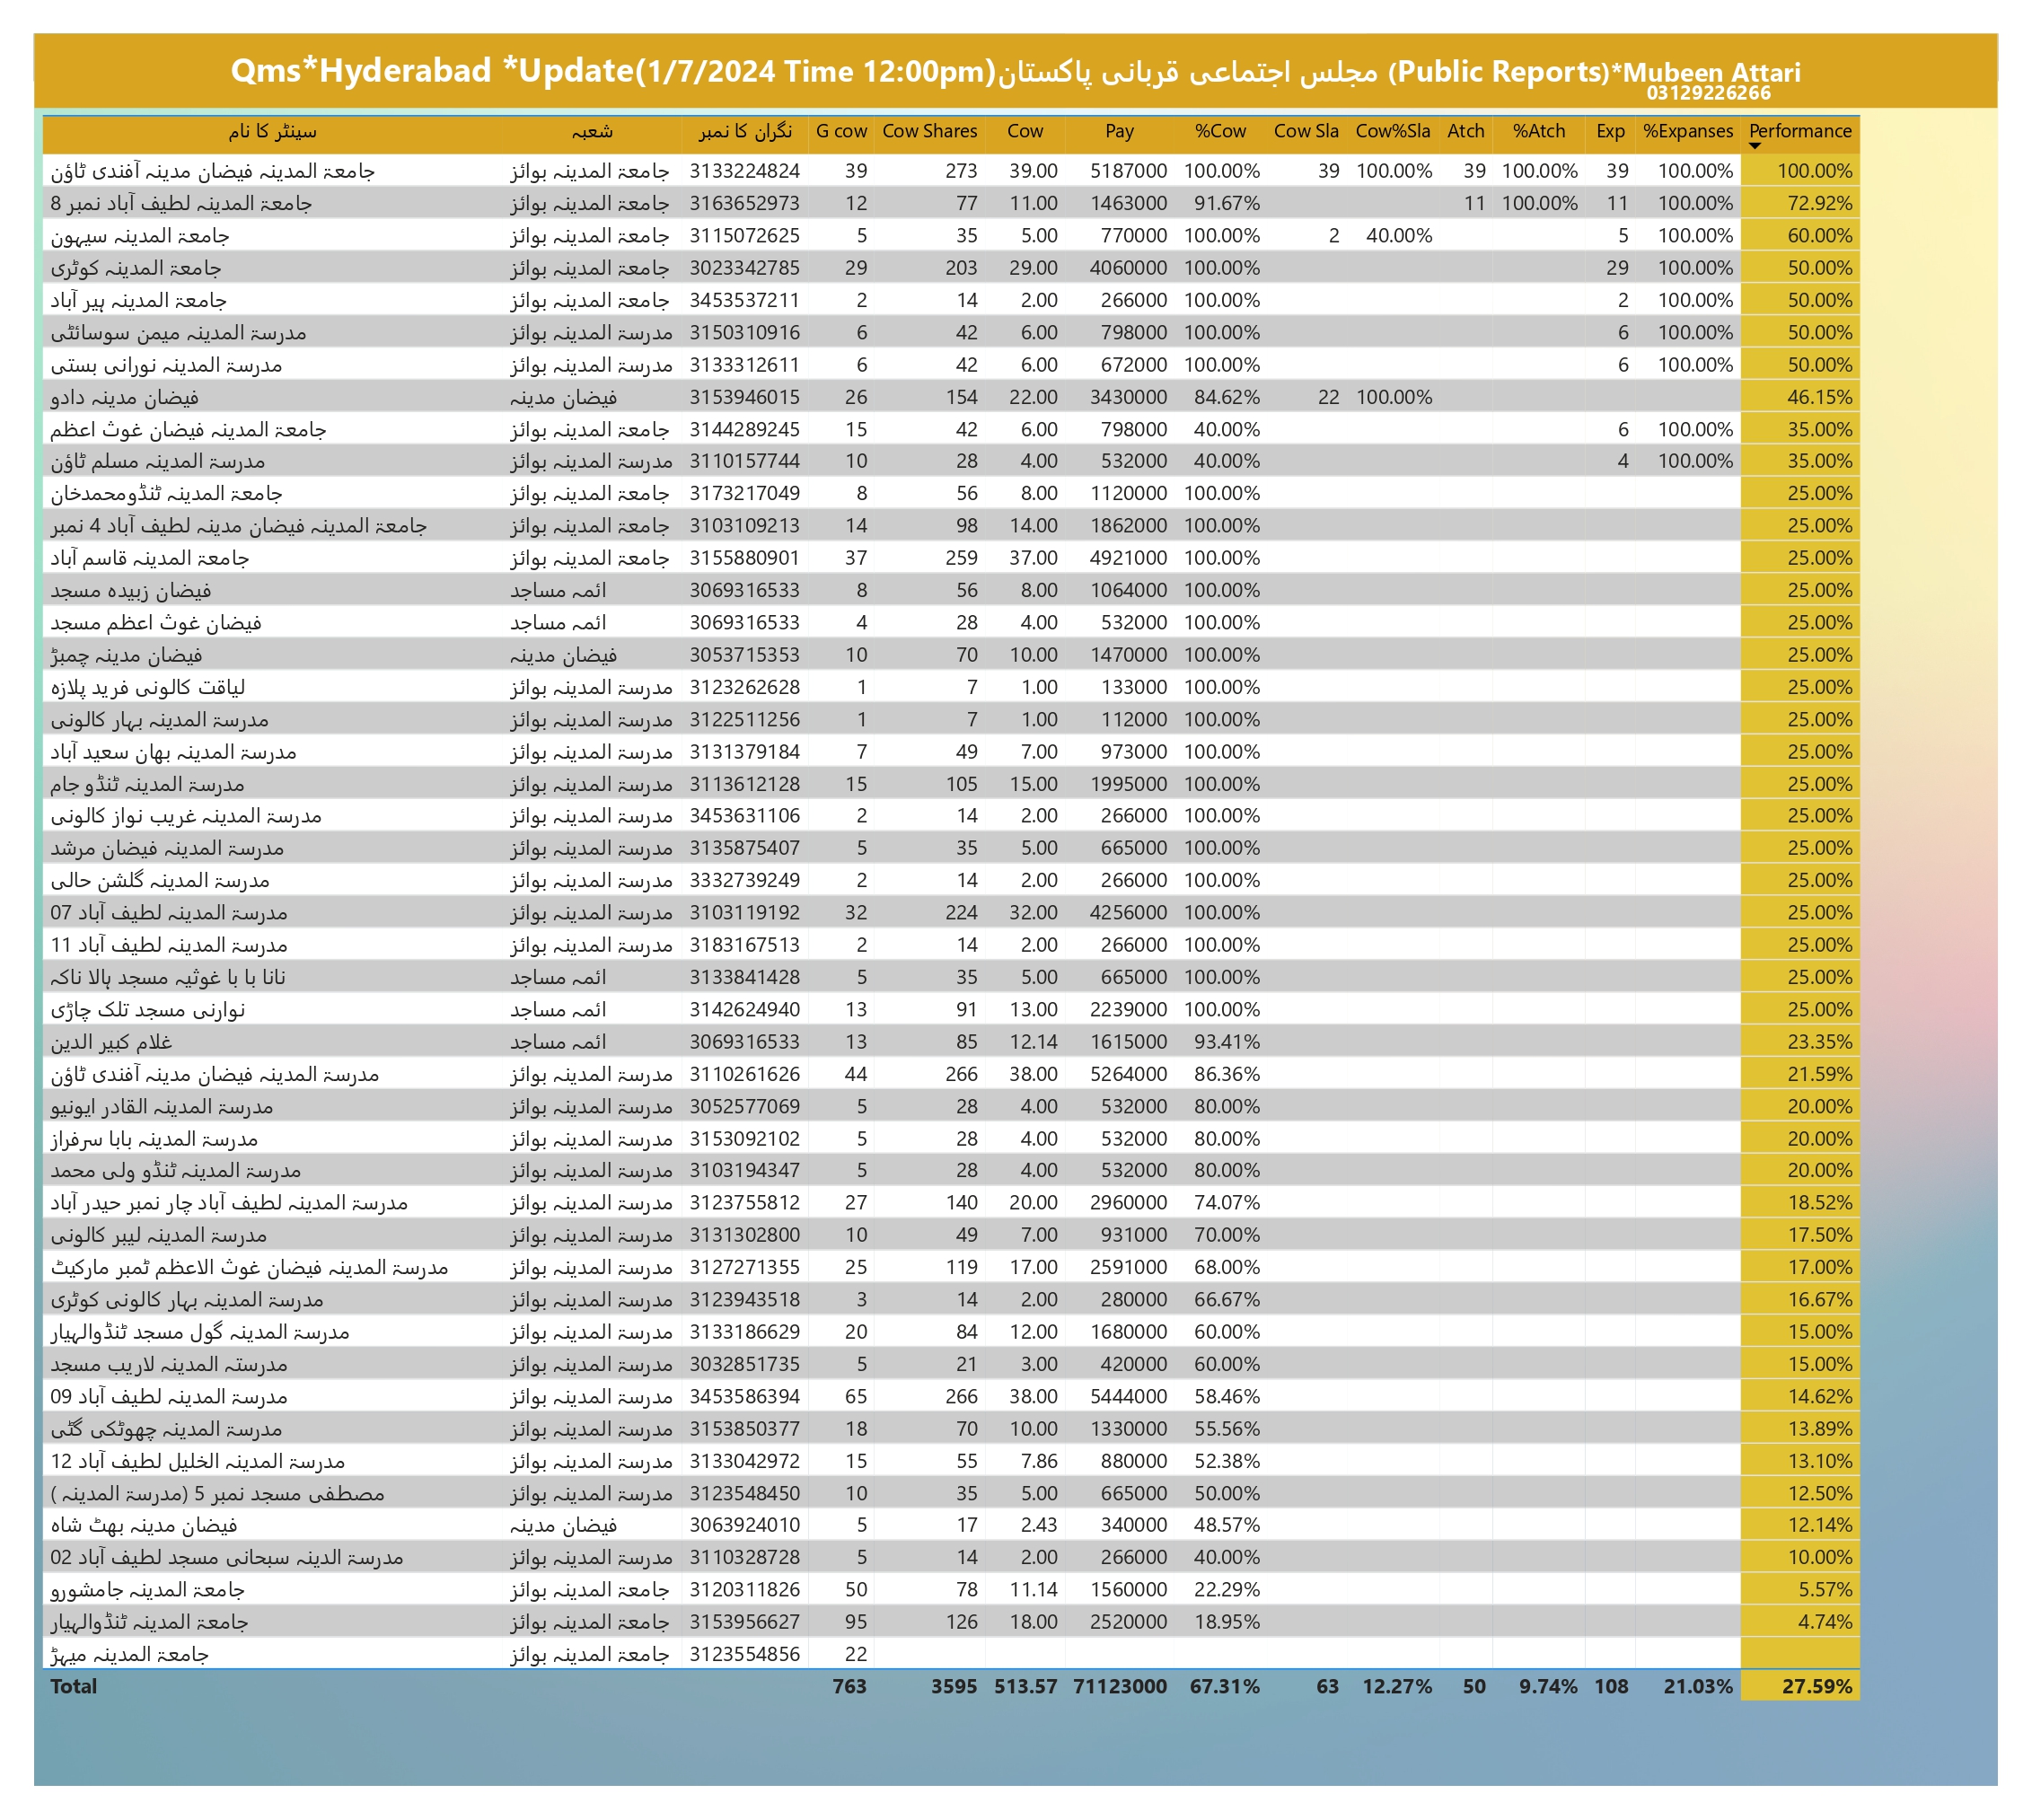 Qms*Hyderabad *Update(1/7/2024 Time 12:00pm)مجلس اجتماعی قربانی پاکستان (Public Reports)*Mubeen Attari
03129226266
سینٹر کا نام شعبہ نگران کا نمبر G cow Cow Shares Cow Pay %Cow Cow Sla Cow%Sla Atch %Atch Exp %Expanses Performance
جامعۃ المدینہ فیضان مدینہ آفندی ٹاؤن جامعۃ المدینہ بوائز 3133224824 39 273 39.00 5187000 100.00% 39 100.00% 39 100.00% 39 100.00% 100.00%
جامعۃ المدینہ لطیف آباد نمبر 8 جامعۃ المدینہ بوائز 3163652973 12 77 11.00 1463000 91.67% 11 100.00% 11 100.00% 72.92%
جامعۃ المدینہ سیہون جامعۃ المدینہ بوائز 3115072625 5 35 5.00 770000 100.00% 2 40.00% 5 100.00% 60.00%
جامعۃ المدینہ کوٹری جامعۃ المدینہ بوائز 3023342785 29 203 29.00 4060000 100.00% 29 100.00% 50.00%
جامعۃ المدینہ ہیر آباد جامعۃ المدینہ بوائز 3453537211 2 14 2.00 266000 100.00% 2 100.00% 50.00%
مدرسۃ المدینہ میمن سوسائٹی مدرسۃ المدینہ بوائز 3150310916 6 42 6.00 798000 100.00% 6 100.00% 50.00%
مدرسۃ المدینہ نورانی بستی مدرسۃ المدینہ بوائز 3133312611 6 42 6.00 672000 100.00% 6 100.00% 50.00%
فیضان مدینہ دادو فیضان مدینہ 3153946015 26 154 22.00 3430000 84.62% 22 100.00% 46.15%
جامعۃ المدینہ فیضان غوث اعظم جامعۃ المدینہ بوائز 3144289245 15 42 6.00 798000 40.00% 6 100.00% 35.00%
مدرسۃ المدینہ مسلم ٹاؤن مدرسۃ المدینہ بوائز 3110157744 10 28 4.00 532000 40.00% 4 100.00% 35.00%
جامعۃ المدینہ ٹنڈومحمدخان جامعۃ المدینہ بوائز 3173217049 8 56 8.00 1120000 100.00% 25.00%
جامعۃ المدینہ فیضان مدینہ لطیف آباد 4 نمبر جامعۃ المدینہ بوائز 3103109213 14 98 14.00 1862000 100.00% 25.00%
جامعۃ المدینہ قاسم آباد جامعۃ المدینہ بوائز 3155880901 37 259 37.00 4921000 100.00% 25.00%
فیضان زبیدہ مسجد ائمہ مساجد 3069316533 8 56 8.00 1064000 100.00% 25.00%
فیضان غوث اعظم مسجد ائمہ مساجد 3069316533 4 28 4.00 532000 100.00% 25.00%
فیضان مدینہ چمبڑ فیضان مدینہ 3053715353 10 70 10.00 1470000 100.00% 25.00%
لیاقت کالونی فرید پلازہ مدرسۃ المدینہ بوائز 3123262628 1 7 1.00 133000 100.00% 25.00%
مدرسۃ المدینہ بہار کالونی مدرسۃ المدینہ بوائز 3122511256 1 7 1.00 112000 100.00% 25.00%
مدرسۃ المدینہ بھان سعید آباد مدرسۃ المدینہ بوائز 3131379184 7 49 7.00 973000 100.00% 25.00%
مدرسۃ المدینہ ٹنڈو جام مدرسۃ المدینہ بوائز 3113612128 15 105 15.00 1995000 100.00% 25.00%
مدرسۃ المدینہ غریب نواز کالونی مدرسۃ المدینہ بوائز 3453631106 2 14 2.00 266000 100.00% 25.00%
مدرسۃ المدینہ فیضان مرشد مدرسۃ المدینہ بوائز 3135875407 5 35 5.00 665000 100.00% 25.00%
مدرسۃ المدینہ گلشن حالی مدرسۃ المدینہ بوائز 3332739249 2 14 2.00 266000 100.00% 25.00%
مدرسۃ المدینہ لطیف آباد 07 مدرسۃ المدینہ بوائز 3103119192 32 224 32.00 4256000 100.00% 25.00%
مدرسۃ المدینہ لطیف آباد 11 مدرسۃ المدینہ بوائز 3183167513 2 14 2.00 266000 100.00% 25.00%
نانا با با غوثیہ مسجد ہالا ناکہ ائمہ مساجد 3133841428 5 35 5.00 665000 100.00% 25.00%
نوارنی مسجد تلک چاڑی ائمہ مساجد 3142624940 13 91 13.00 2239000 100.00% 25.00%
غلام کبیر الدین ائمہ مساجد 3069316533 13 85 12.14 1615000 93.41% 23.35%
مدرسۃ المدینہ فیضان مدینہ آفندی ٹاؤن مدرسۃ المدینہ بوائز 3110261626 44 266 38.00 5264000 86.36% 21.59%
مدرسۃ المدینہ القادر ایونیو مدرسۃ المدینہ بوائز 3052577069 5 28 4.00 532000 80.00% 20.00%
مدرسۃ المدینہ بابا سرفراز مدرسۃ المدینہ بوائز 3153092102 5 28 4.00 532000 80.00% 20.00%
مدرسۃ المدینہ ٹنڈو ولی محمد مدرسۃ المدینہ بوائز 3103194347 5 28 4.00 532000 80.00% 20.00%
مدرسۃ المدینہ لطیف آباد چار نمبر حیدر آباد مدرسۃ المدینہ بوائز 3123755812 27 140 20.00 2960000 74.07% 18.52%
مدرسۃ المدینہ لیبر کالونی مدرسۃ المدینہ بوائز 3131302800 10 49 7.00 931000 70.00% 17.50%
مدرسۃ المدینہ فیضان غوث الاعظم ٹمبر مارکیٹ مدرسۃ المدینہ بوائز 3127271355 25 119 17.00 2591000 68.00% 17.00%
مدرسۃ المدینہ بہار کالونی کوٹری مدرسۃ المدینہ بوائز 3123943518 3 14 2.00 280000 66.67% 16.67%
مدرسۃ المدینہ گول مسجد ٹنڈوالہیار مدرسۃ المدینہ بوائز 3133186629 20 84 12.00 1680000 60.00% 15.00%
مدرستہ المدینہ لاریب مسجد مدرسۃ المدینہ بوائز 3032851735 5 21 3.00 420000 60.00% 15.00%
مدرسۃ المدینہ لطیف آباد 09 مدرسۃ المدینہ بوائز 3453586394 65 266 38.00 5444000 58.46% 14.62%
مدرسۃ المدینہ چھوٹکی گٹی مدرسۃ المدینہ بوائز 3153850377 18 70 10.00 1330000 55.56% 13.89%
مدرسۃ المدینہ الخلیل لطیف آباد 12 مدرسۃ المدینہ بوائز 3133042972 15 55 7.86 880000 52.38% 13.10%
مصطفی مسجد نمبر 5 (مدرسۃ المدینہ ) مدرسۃ المدینہ بوائز 3123548450 10 35 5.00 665000 50.00% 12.50%
فیضان مدینہ بھٹ شاہ فیضان مدینہ 3063924010 5 17 2.43 340000 48.57% 12.14%
مدرسۃ الدینہ سبحانی مسجد لطیف آباد 02 مدرسۃ المدینہ بوائز 3110328728 5 14 2.00 266000 40.00% 10.00%
جامعۃ المدینہ جامشورو جامعۃ المدینہ بوائز 3120311826 50 78 11.14 1560000 22.29% 5.57%
جامعۃ المدینہ ٹنڈوالہیار جامعۃ المدینہ بوائز 3153956627 95 126 18.00 2520000 18.95% 4.74%
جامعۃ المدینہ میہڑ جامعۃ المدینہ بوائز 3123554856 22
Total 763 3595 513.57 71123000 67.31% 63 12.27% 50 9.74% 108 21.03% 27.59%